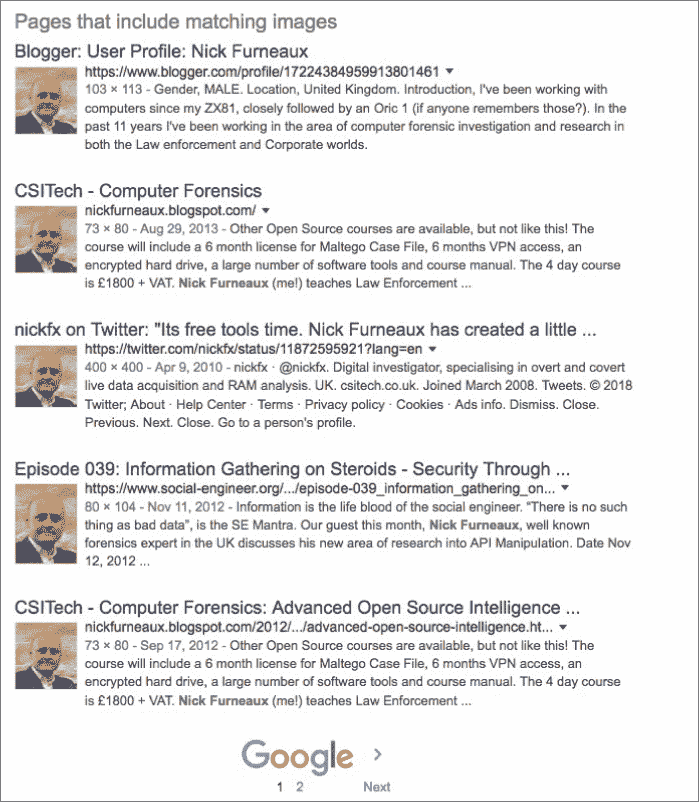 Pages that include matching images
Blogger: User Profile: Nick Furneaux
https://www.blogger.com/profile/17224384959913801461
103 × 113 - Gender, MALE. Location, United Kingdom. Introduction, I've been working with
computers since my ZX81, closely followed by an Oric 1 (if anyone remembers those?). In the
past 11 years I've been working in the area of computer forensic investigation and research in
both the Law enforcement and Corporate worlds.
CSITech - Computer Forensics
nickfurneaux.blogspot.com/
73 × 80 - Aug 29, 2013 - Other Open Source courses are available, but not like this! The
course will include a 6 month license for Maltego Case File, 6 months VPN access, an
encrypted hard drive, a large number of software tools and course manual. The 4 day course
is £1800 + VAT. Nick Furneaux (me!) teaches Law Enforcement ...
nickfx on Twitter: "Its free tools time. Nick Furneaux has created a little ...
https://twitter.com/nickfx/status/11872595921?lang=en
400 × 400 - Apr 9, 2010 - nickfx · @nickfx. Digital investigator, specialising in overt and covert
live data acquisition and RAM analysis. UK. csitech.co.uk. Joined March 2008. Tweets. © 2018
Twitter; About · Help Center · Terms · Privacy policy · Cookies · Ads info. Dismiss. Close.
Previous. Next. Close. Go to a person's profile.
Episode 039: Information Gathering on Steroids - Security Through ...
https://www.social-engineer.org/.../episode-039_information_gathering_on...
80 × 104 - Nov 11, 2012 - Information is the life blood of the social engineer. "There is no such
thing as bad data", is the SE Mantra. Our guest this month, Nick Furneaux, well known
forensics expert in the UK discusses his new area of research into API Manipulation. Date Nov
12, 2012 ...
CSITech - Computer Forensics: Advanced Open Source Intelligence ...
nickfurneaux.blogspot.com/2012/.../advanced-open-source-intelligence.ht...
73 × 80 - Sep 17, 2012 - Other Open Source courses are available, but not like this! The
course will include a 6 month license for Maltego Case File, 6 months VPN access, an
encrypted hard drive, a large number of software tools and course manual. The 4 day course
is £1800 + VAT. Nick Furneaux (me!) teaches Law Enforcement ...
Google
1 2 Next